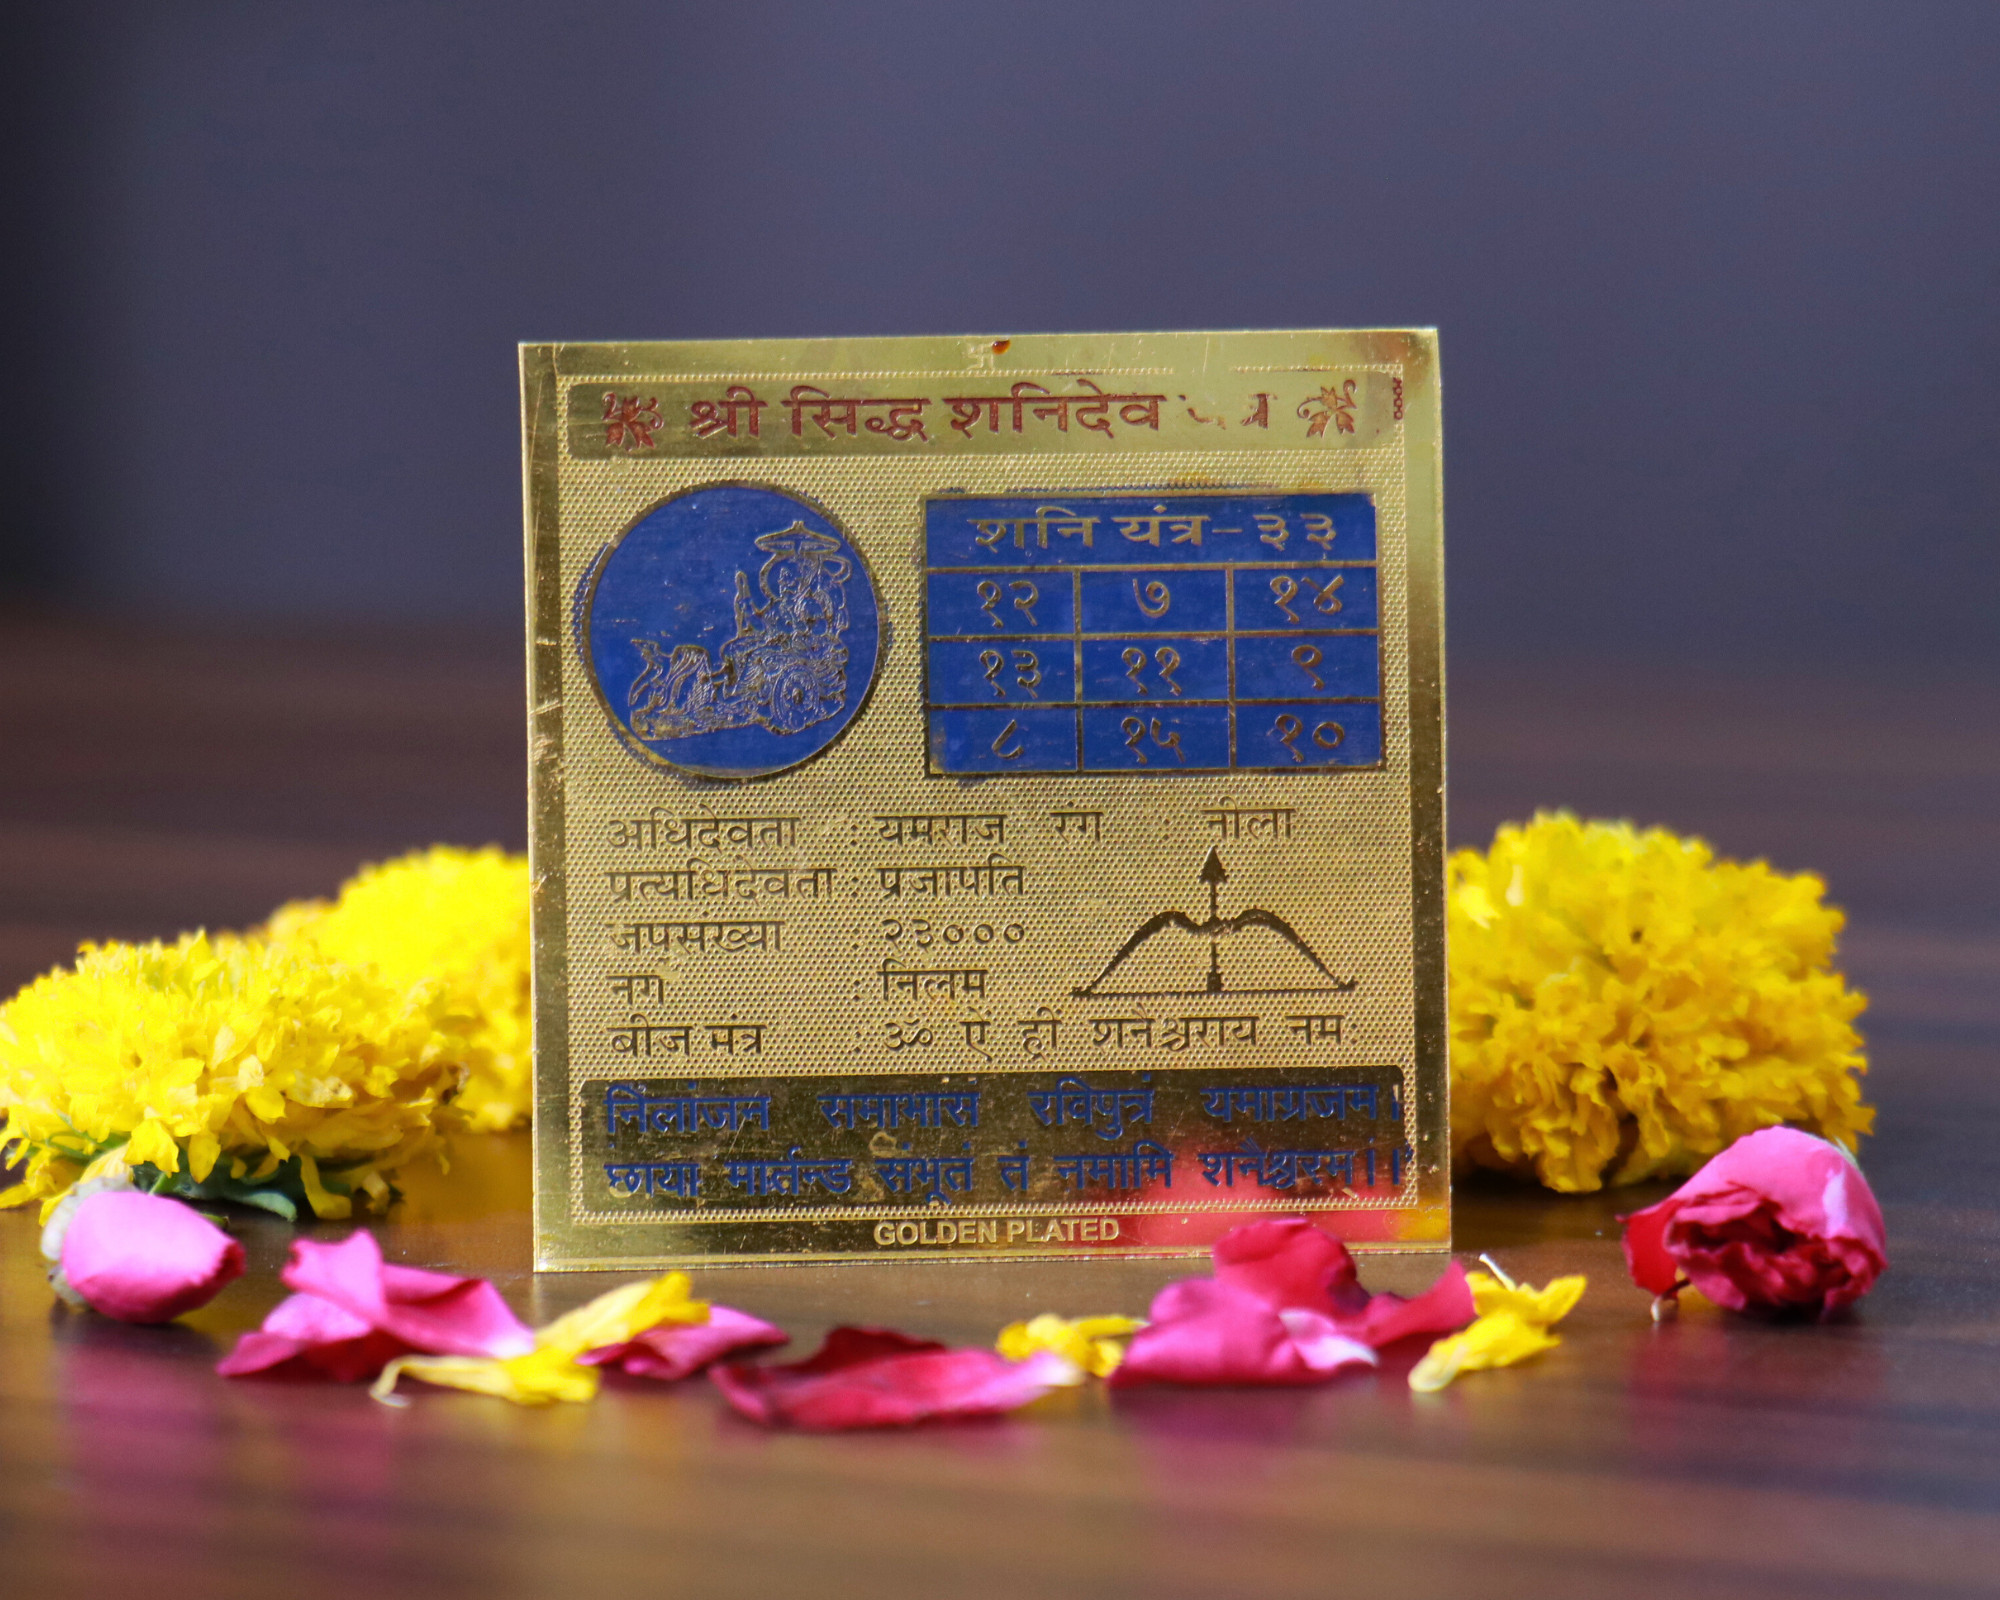 श्री सिद्ध शनिदेव
शनि यंत्र-३३
१२ ७ १४
१३ ११ ९
८ १५ १०
अधिदेवता : यमराज रंग : नीला
प्रत्यधिदेवता : प्रजापति
जपसंख्या : २३०००
नग : निलम
बीज मंत्र : ॐ ऐ ह्री शनैश्चराय नम:
निलांजन समाभासं रविपुत्रं यमाग्रजम।
छाया मार्तन्ड संभूतं तं नमामि शनैश्चरम्।।
GOLDEN PLATED